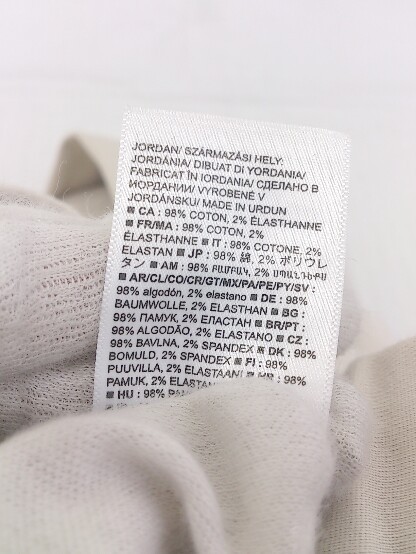 JORDAN/ SZÁRMAZÁSI HELY:
JORDÁNIA/ DIBUAT DI YORDANIA/
FABRICAT ÎN IORDANIA/ СДЕЛАНО В
ИОРДАНИИ/ VYROBENÉ V
JORDÁNSKU/ MADE IN URDUN
■ CA : 98% COTON, 2% ÉLASTHANNE
■ FR/MA : 98% COTON, 2%
ÉLASTHANNE ■ IT : 98% COTONE, 2%
ELASTAN ■ JP : 98% 綿, 2% ポリウレ
タン ■ AM : 98% ԲԱՄԲԱԿ, 2%
■ AR/CL/CO/CR/GT/MX/PA/PE/PY/SV :
98% algodón, 2% elastano ■ DE : 98%
BAUMWOLLE, 2% ELASTHAN ■ BG :
98% ПАМУК, 2% ЕЛАСТАН ■ BR/PT :
98% ALGODÃO, 2% ELASTANO ■ CZ :
98% BAVLNA, 2% SPANDEX ■ DK : 98%
BOMULD, 2% SPANDEX ■ FI : 98%
PUUVILLA, 2% ELASTAANI ■ HR : 98%
PAMUK, 2%
■ HU : 98%